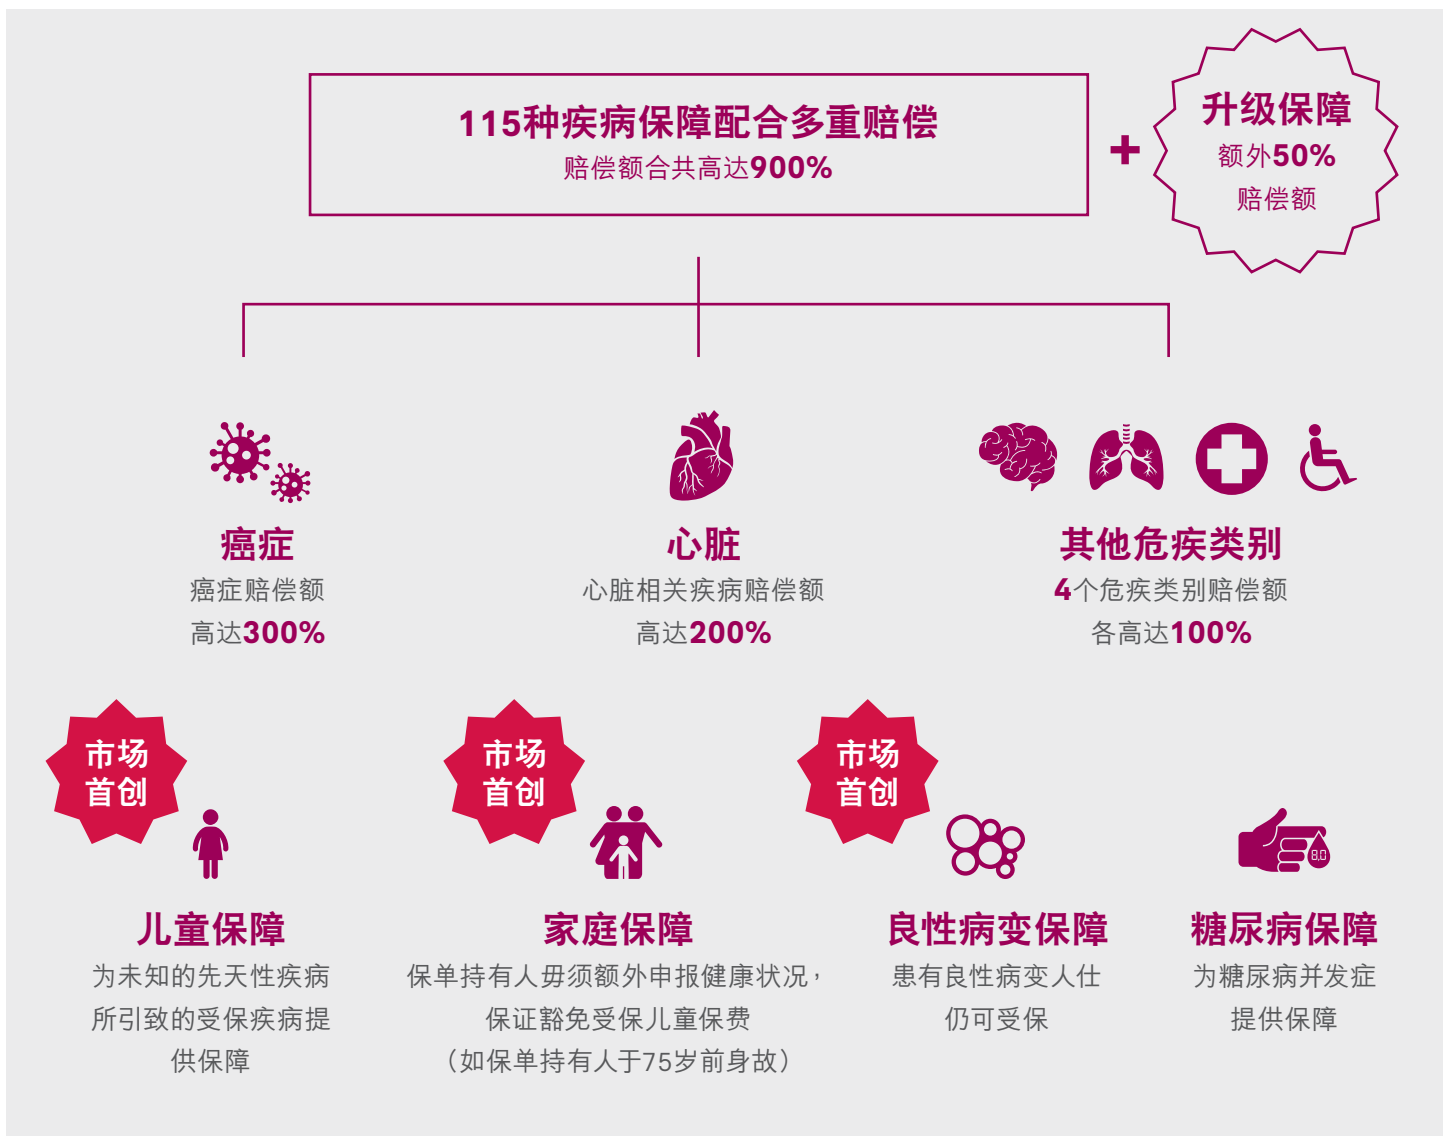 115种疾病保障配合多重赔偿
赔偿额合共高达900%
+
升级保障
额外50%
赔偿额
癌症
癌症赔偿额
高达300%
心脏
心脏相关疾病赔偿额
高达200%
其他危疾类别
4个危疾类别赔偿额
各高达100%
市场
首创
儿童保障
为未知的先天性疾病
所引致的受保疾病提
供保障
市场
首创
家庭保障
保单持有人毋须额外申报健康状况，
保证豁免受保儿童保费
（如保单持有人于75岁前身故）
市场
首创
良性病变保障
患有良性病变人仕
仍可受保
8.0
糖尿病保障
为糖尿病并发症
提供保障